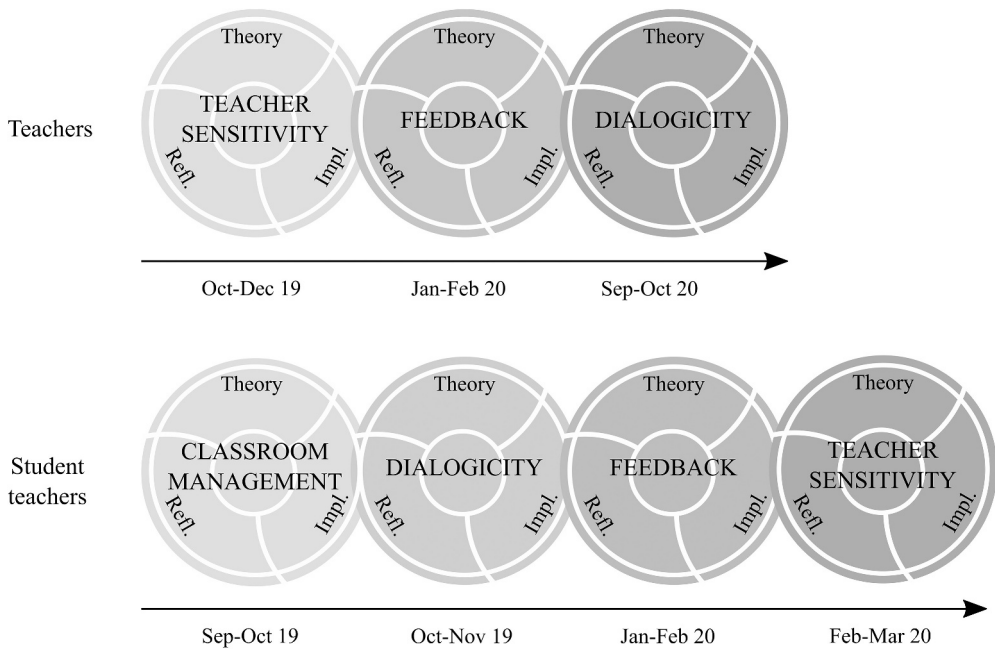 Teachers
Theory
TEACHER
SENSITIVITY
Refl.
Impl.
Theory
FEEDBACK
Refl.
Impl.
Theory
DIALOGICITY
Refl.
Impl.
Oct-Dec 19
Jan-Feb 20
Sep-Oct 20
Student
teachers
Theory
CLASSROOM
MANAGEMENT
Refl.
Impl.
Theory
DIALOGICITY
Refl.
Impl.
Theory
FEEDBACK
Refl.
Impl.
Theory
TEACHER
SENSITIVITY
Refl.
Impl.
Sep-Oct 19
Oct-Nov 19
Jan-Feb 20
Feb-Mar 20